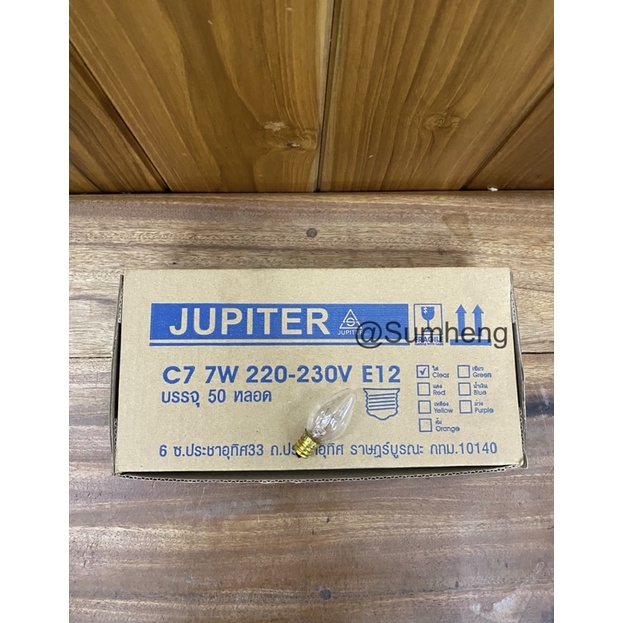 JUPITER
JUPITER
@Sumheng
FRAGILE
C7 7W 220-230V E12
บรรจุ 50 หลอด
ใส
Clear
เขียว
Green
แดง
Red
น้ำเงิน
Blue
เหลือง
Yellow
ม่วง
Purple
ส้ม
Orange
6 ซ.ประชาอุทิศ33 ถ.ประชาอุทิศ ราษฎร์บูรณะ กทม.10140